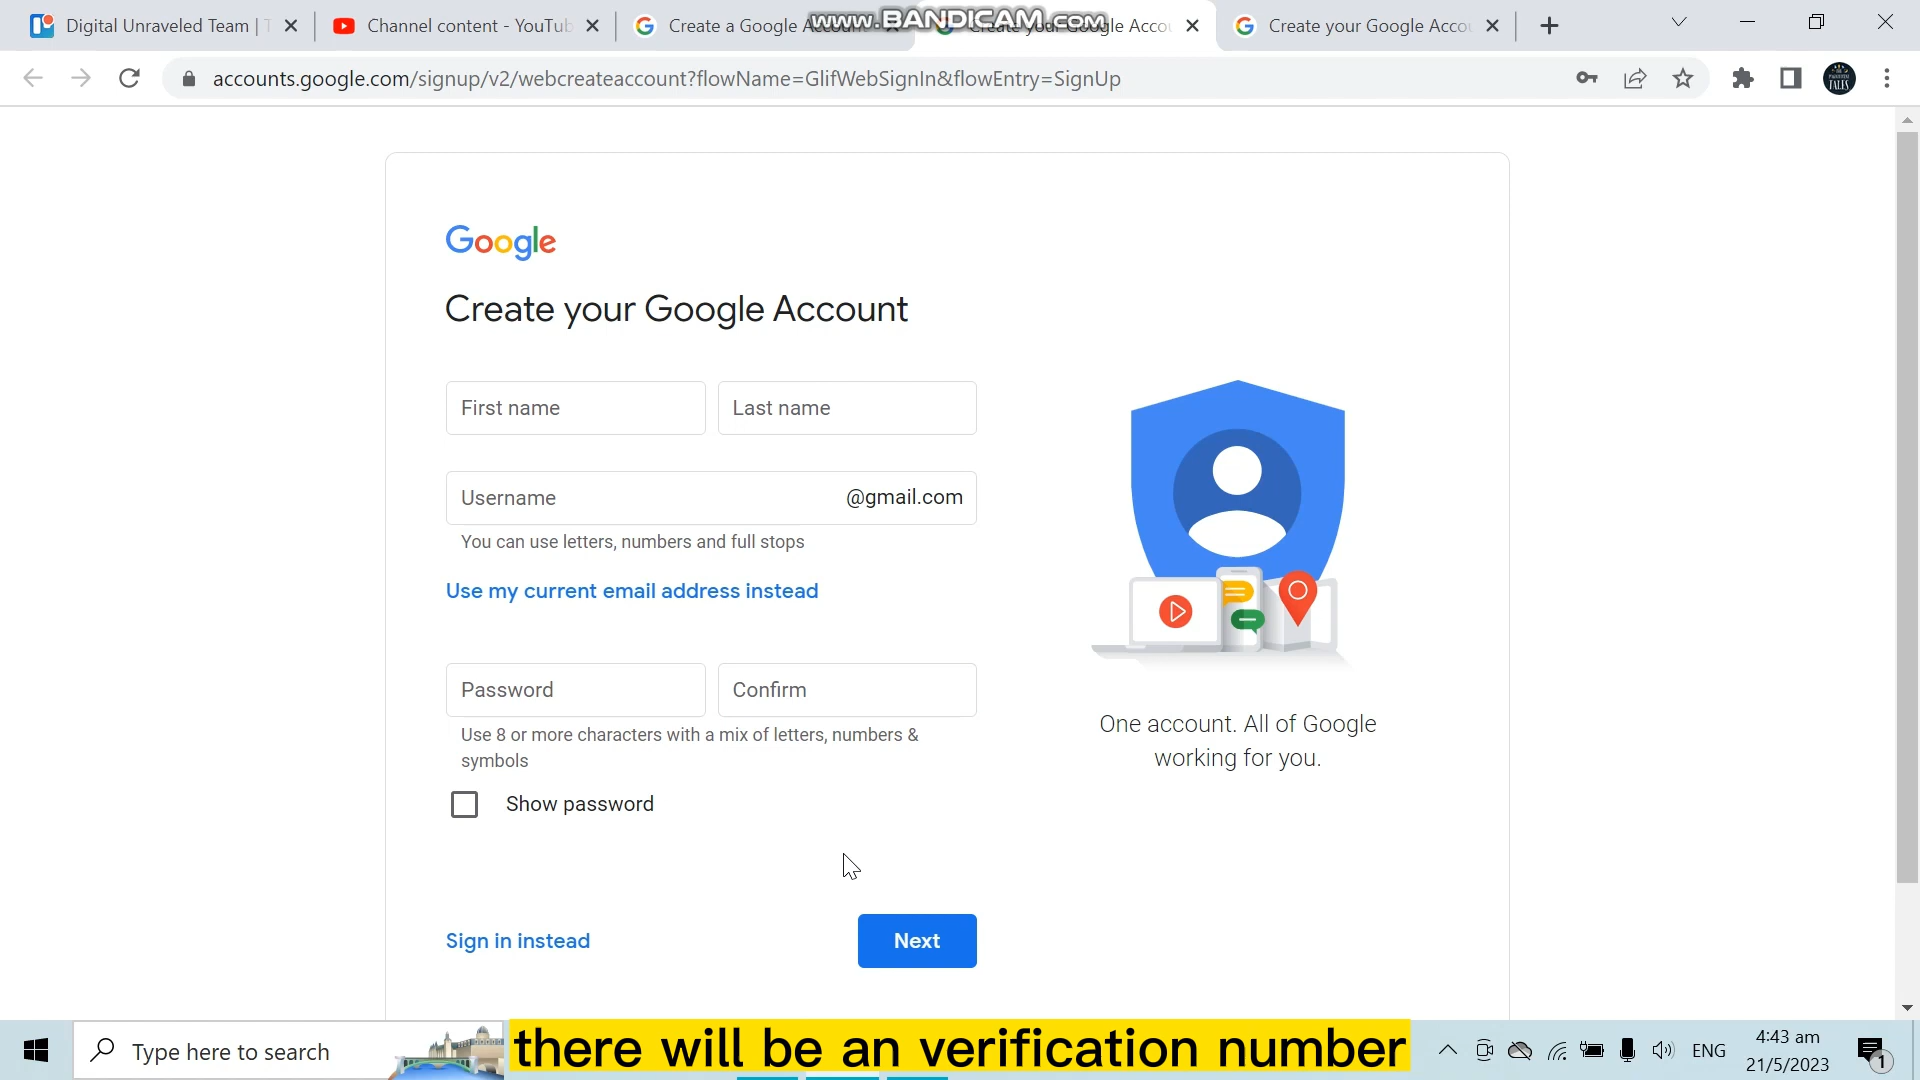 Digital Unraveled Team | T
Channel content - YouTub
Create a Google Account
Create your Google Accou
Create your Google Accou
www.BANDICAM.COM
accounts.google.com/signup/v2/webcreateaccount?flowName=GlifWebSignIn&flowEntry=SignUp
Google
Create your Google Account
First name
Last name
Username
@gmail.com
You can use letters, numbers and full stops
Use my current email address instead
Password
Confirm
Use 8 or more characters with a mix of letters, numbers &
symbols
Show password
Sign in instead
Next
One account. All of Google
working for you.
Type here to search
there will be an verification number
ENG
4:43 am
21/5/2023
1